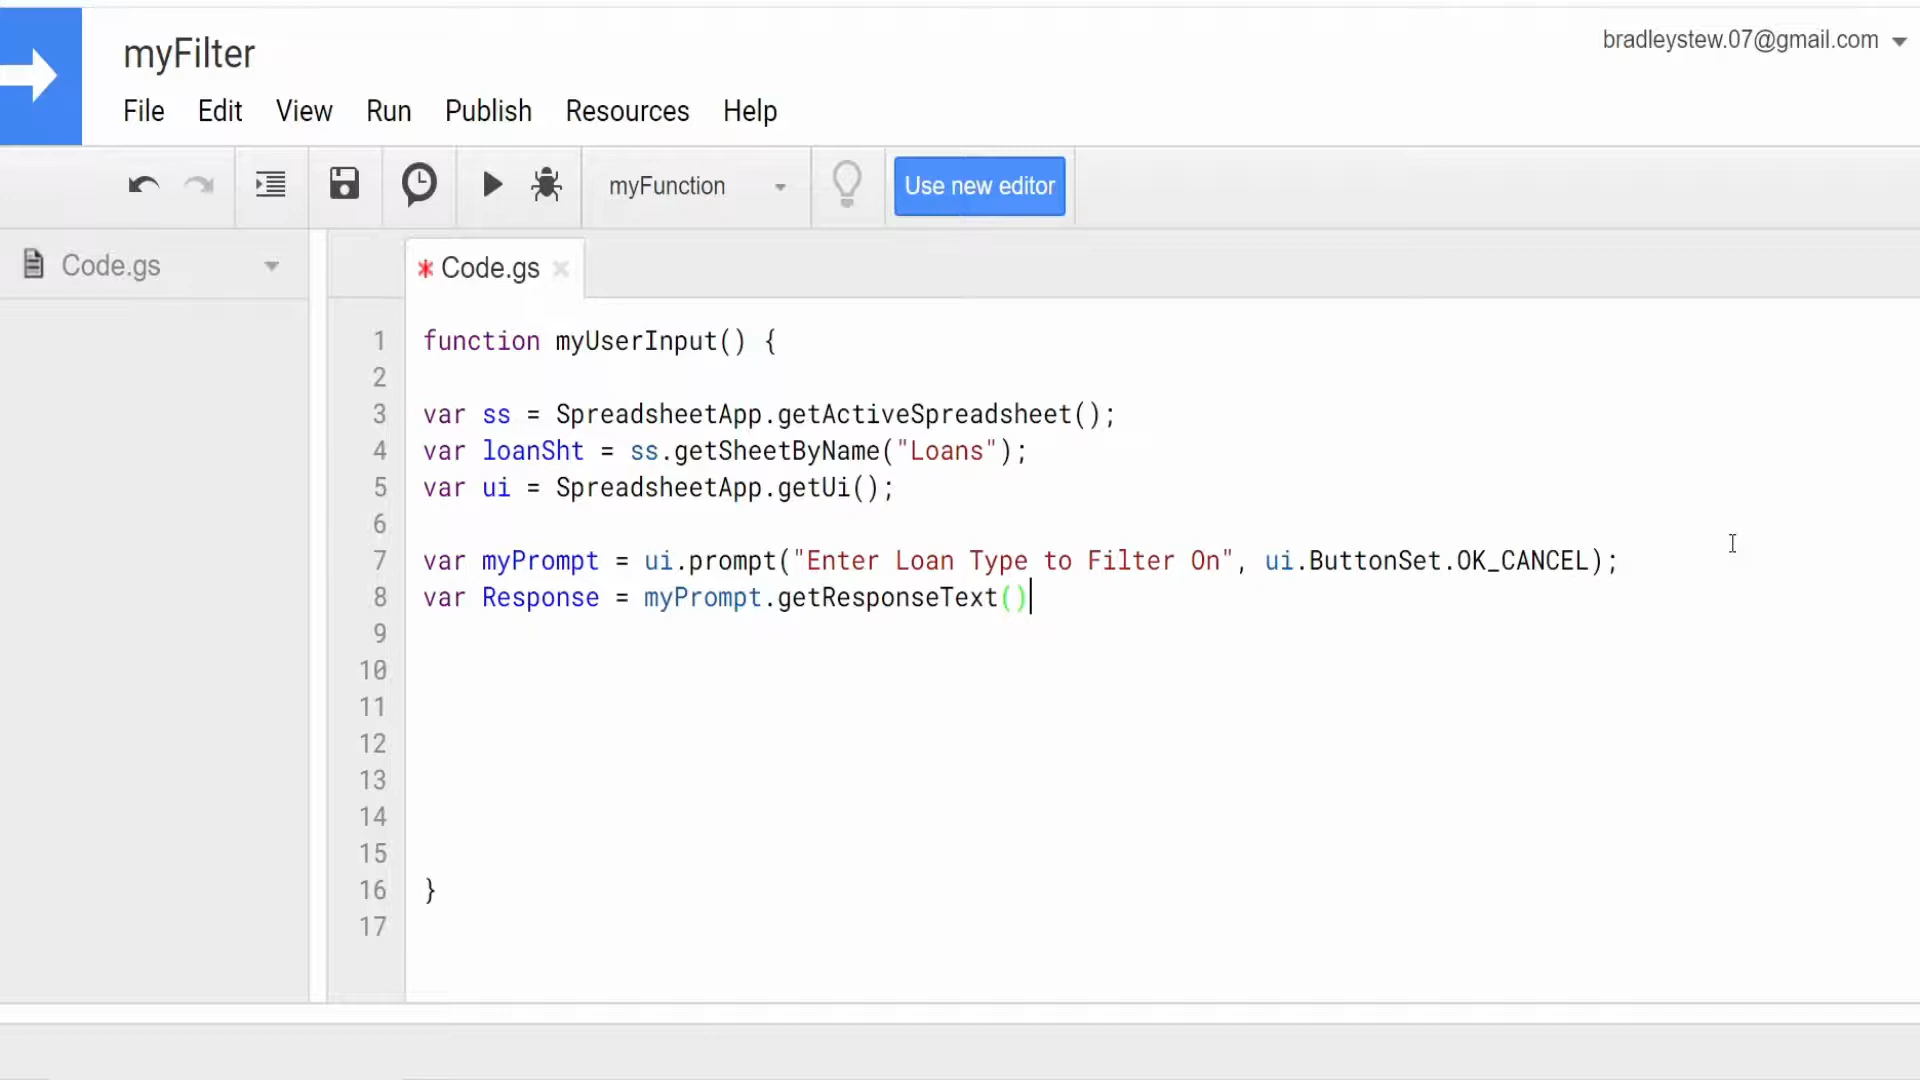 myFilter
bradleystew.07@gmail.com
File Edit View Run Publish Resources Help
myFunction
Use new editor
Code.gs
* Code.gs ×
1 function myUserInput() {
2
3 var ss = SpreadsheetApp.getActiveSpreadsheet();
4 var loanSht = ss.getSheetByName("Loans");
5 var ui = SpreadsheetApp.getUi();
6
7 var myPrompt = ui.prompt("Enter Loan Type to Filter On", ui.ButtonSet.OK_CANCEL);
8 var Response = myPrompt.getResponseText()
9
10
11
12
13
14
15
16 }
17